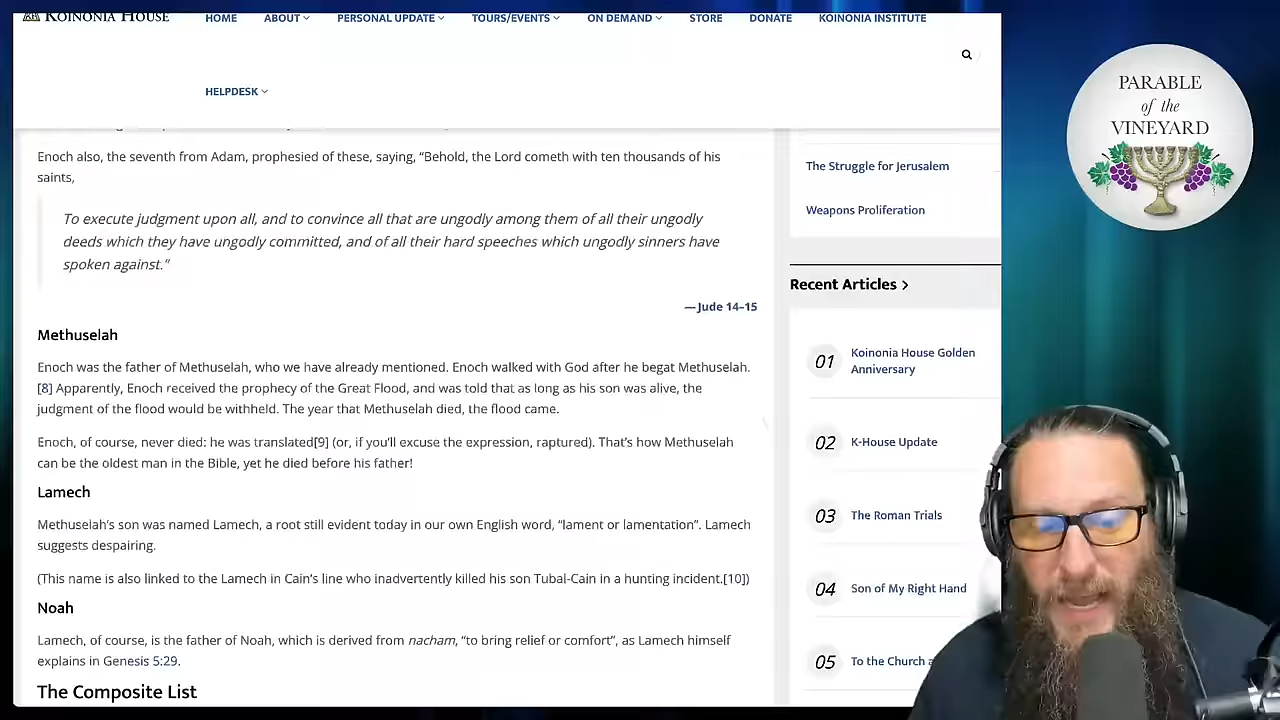 KOINONIA HOUSE
HOME
ABOUT
PERSONAL UPDATE
TOURS/EVENTS
ON DEMAND
STORE
DONATE
KOINONIA INSTITUTE
HELPDESK
Enoch also, the seventh from Adam, prophesied of these, saying, “Behold, the Lord cometh with ten thousands of his
saints,
To execute judgment upon all, and to convince all that are ungodly among them of all their ungodly
deeds which they have ungodly committed, and of all their hard speeches which ungodly sinners have
spoken against.”
— Jude 14–15
Methuselah
Enoch was the father of Methuselah, who we have already mentioned. Enoch walked with God after he begat Methuselah.
[8] Apparently, Enoch received the prophecy of the Great Flood, and was told that as long as his son was alive, the
judgment of the flood would be withheld. The year that Methuselah died, the flood came.
Enoch, of course, never died: he was translated[9] (or, if you'll excuse the expression, raptured). That's how Methuselah
can be the oldest man in the Bible, yet he died before his father!
Lamech
Methuselah's son was named Lamech, a root still evident today in our own English word, “lament or lamentation”. Lamech
suggests despairing.
(This name is also linked to the Lamech in Cain's line who inadvertently killed his son Tubal-Cain in a hunting incident.[10])
Noah
Lamech, of course, is the father of Noah, which is derived from nacham, “to bring relief or comfort”, as Lamech himself
explains in Genesis 5:29.
The Composite List
The Struggle for Jerusalem
Weapons Proliferation
Recent Articles
01
Koinonia House Golden
Anniversary
02
K-House Update
03
The Roman Trials
04
Son of My Right Hand
05
To the Church
PARABLE
of the
VINEYARD